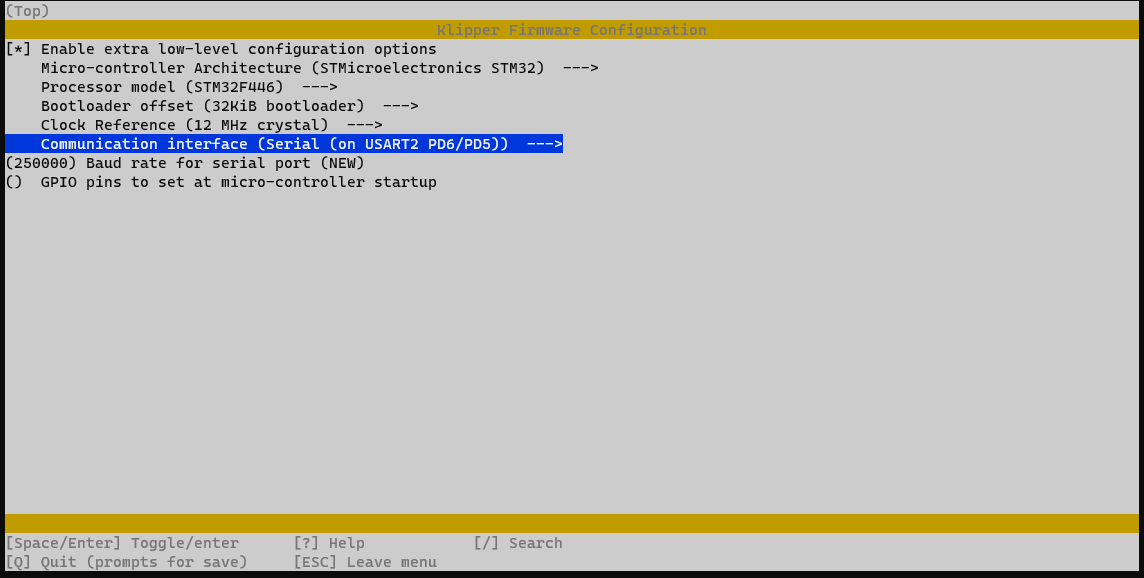 (Top)
Klipper Firmware Configuration
[*] Enable extra low-level configuration options
Micro-controller Architecture (STMicroelectronics STM32)  --->
Processor model (STM32F446)  --->
Bootloader offset (32KiB bootloader)  --->
Clock Reference (12 MHz crystal)  --->
Communication interface (Serial (on USART2 PD6/PD5))  --->
(250000) Baud rate for serial port (NEW)
()  GPIO pins to set at micro-controller startup
[Space/Enter] Toggle/enter      [?] Help            [/] Search
[Q] Quit (prompts for save)     [ESC] Leave menu